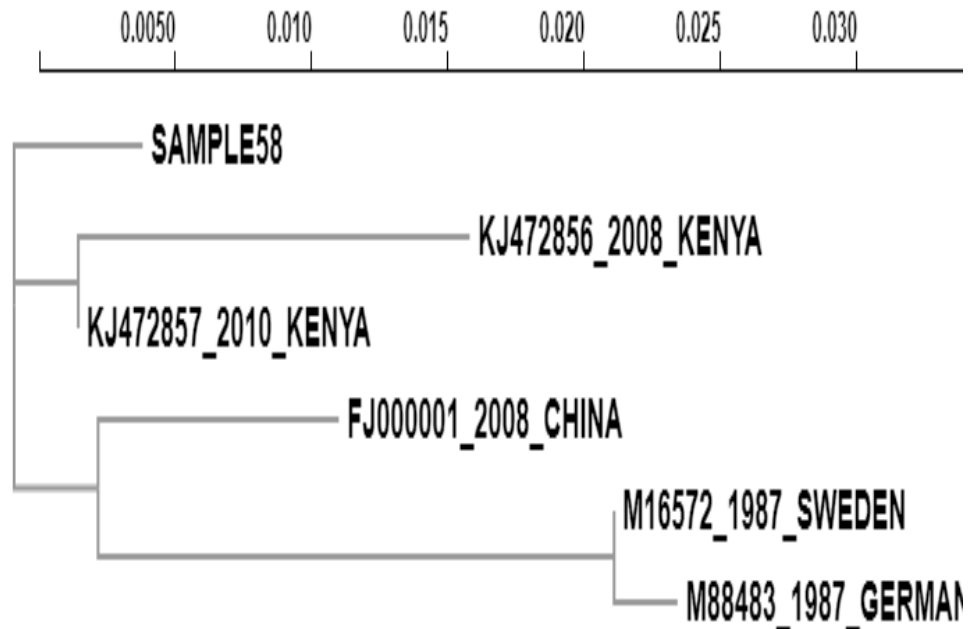 0.0050 0.010 0.015 0.020 0.025 0.030
SAMPLE58
KJ472856_2008_KENYA
KJ472857_2010_KENYA
FJ000001_2008_CHINA
M16572_1987_SWEDEN
M88483_1987_GERMAN